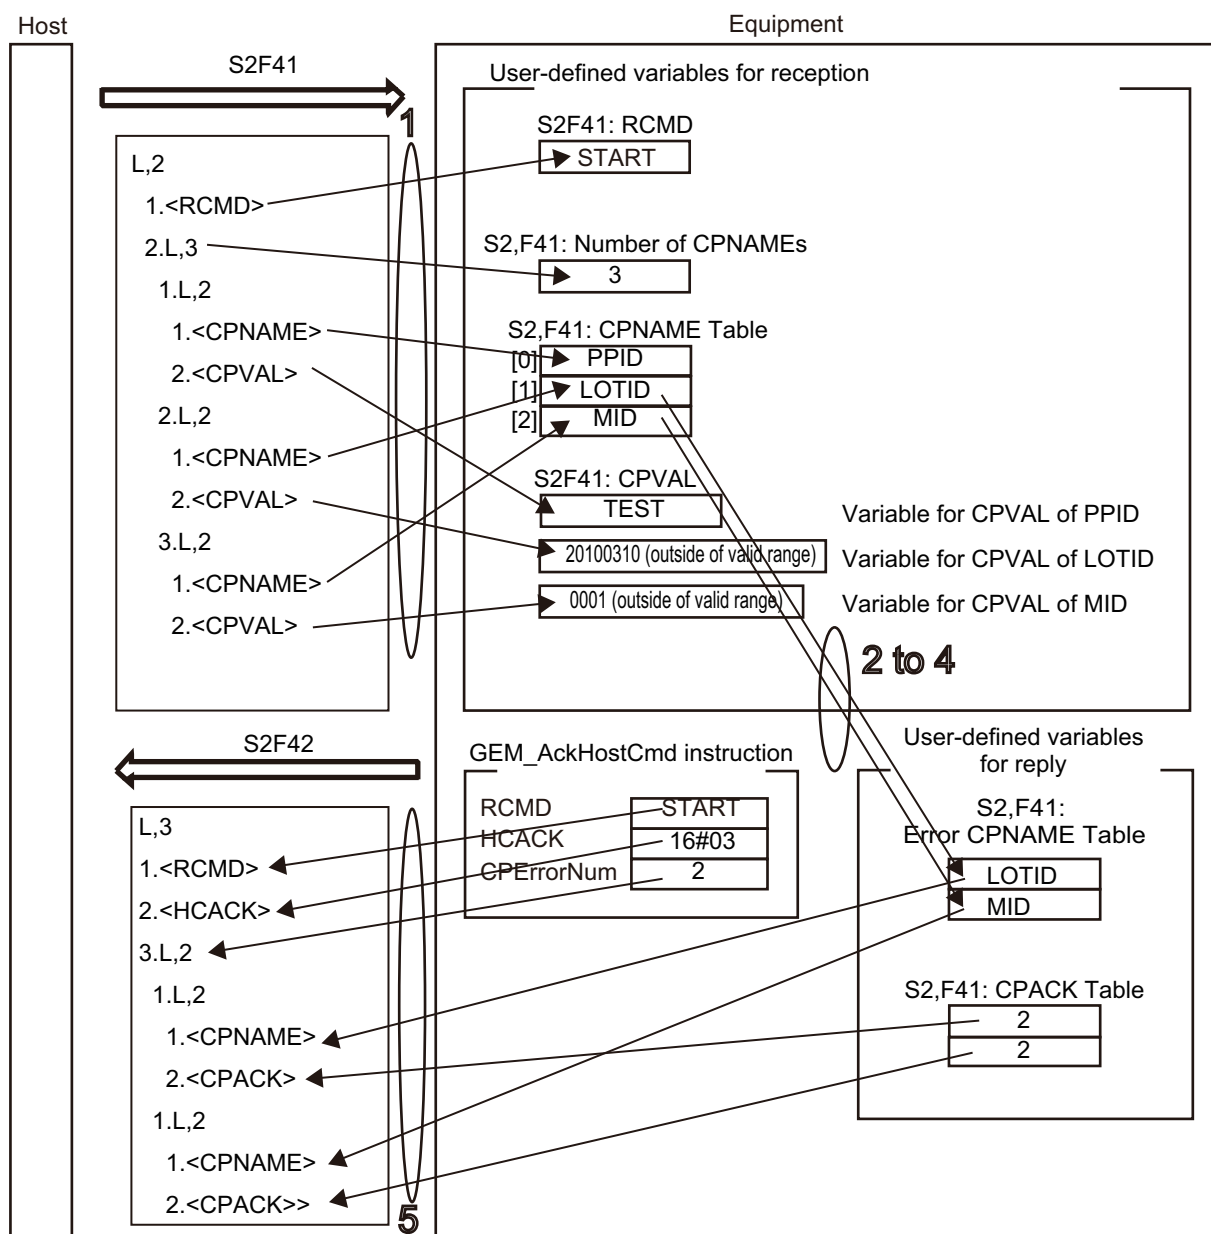 Host
Equipment
S2F41
User-defined variables for reception
1
S2F41: RCMD
START
L,2
1.<RCMD>
2.L,3
S2,F41: Number of CPNAMEs
3
1.L,2
1.<CPNAME>
S2,F41: CPNAME Table
[0] PPID
2.<CPVAL>
[1] LOTID
2.L,2
[2] MID
1.<CPNAME>
S2F41: CPVAL
2.<CPVAL>
TEST
Variable for CPVAL of PPID
3.L,2
20100310 (outside of valid range)
Variable for CPVAL of LOTID
1.<CPNAME>
0001 (outside of valid range)
Variable for CPVAL of MID
2.<CPVAL>
2 to 4
S2F42
GEM_AckHostCmd instruction
User-defined variables
for reply
RCMD START
HCACK 16#03
CPErrorNum 2
S2,F41:
Error CPNAME Table
LOTID
MID
L,3
1.<RCMD>
2.<HCACK>
3.L,2
1.L,2
S2,F41: CPACK Table
2
2
1.<CPNAME>
2.<CPACK>
1.L,2
1.<CPNAME>
2.<CPACK>>
5